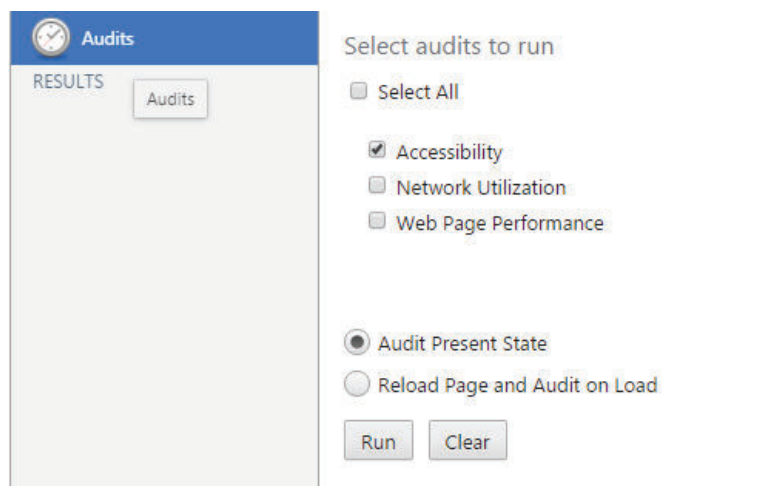 Audits
RESULTS
Audits
Select audits to run
Select All
Accessibility
Network Utilization
Web Page Performance
Audit Present State
Reload Page and Audit on Load
Run Clear